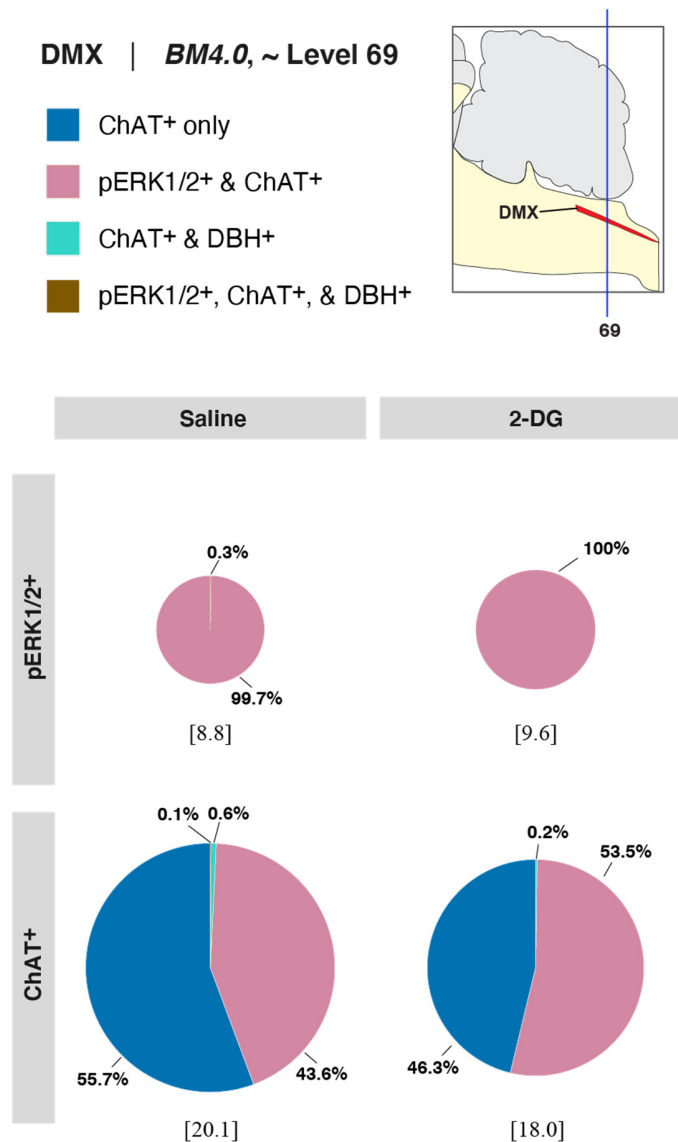 DMX | BM4.0, ~ Level 69
ChAT+ only
pERK1/2+ & ChAT+
ChAT+ & DBH+
pERK1/2+, ChAT+, & DBH+
DMX
69
Saline
2-DG
pERK1/2+
0.3%
99.7%
[8.8]
100%
[9.6]
ChAT+
0.1%
0.6%
55.7%
43.6%
[20.1]
0.2%
53.5%
46.3%
[18.0]